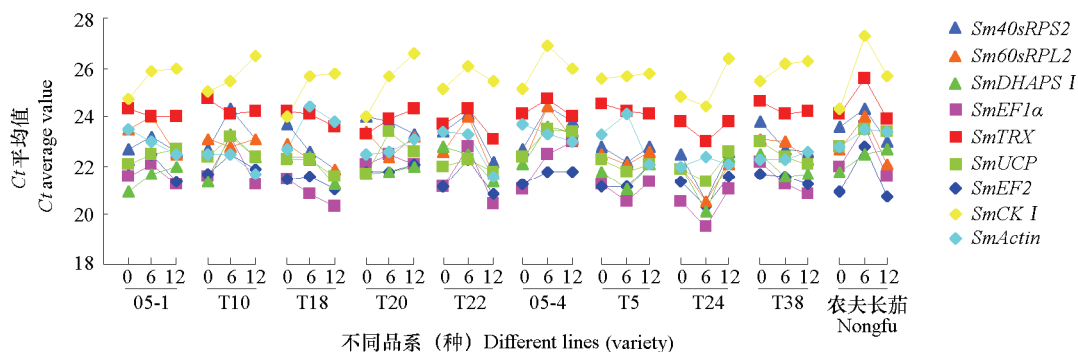 Ct 平均值
Ct average value
28
26
24
22
20
18
0 6 12 0 6 12 0 6 12 0 6 12 0 6 12 0 6 12 0 6 12 0 6 12 0 6 12 0 6 12
05-1 T10 T18 T20 T22 05-4 T5 T24 T38 农夫长茄
Nongfu
不同品系（种）Different lines (variety)
Sm40sRPS2
Sm60sRPL2
SmDHAPS I
SmEF1α
SmTRX
SmUCP
SmEF2
SmCK I
SmActin